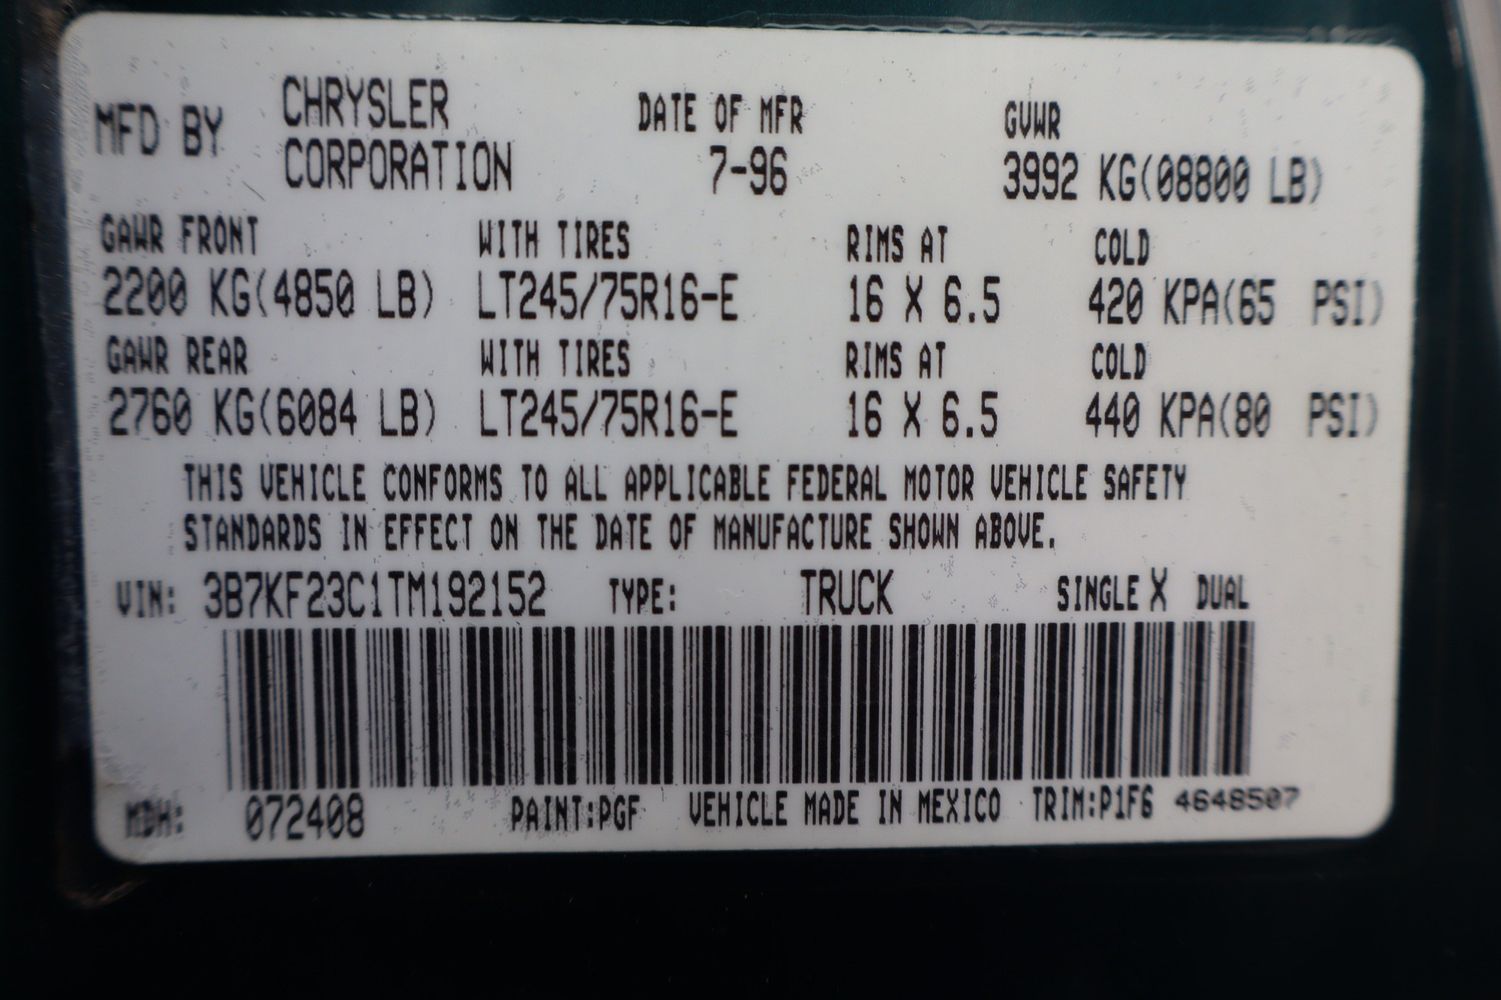 MFD BY CHRYSLER CORPORATION DATE OF MFR 7-96 GVWR 3992 KG(08800 LB)
GAWR FRONT WITH TIRES RIMS AT COLD
2200 KG(4850 LB) LT245/75R16-E 16 X 6.5 420 KPA(65 PSI)
GAWR REAR WITH TIRES RIMS AT COLD
2760 KG(6084 LB) LT245/75R16-E 16 X 6.5 440 KPA(80 PSI)
THIS VEHICLE CONFORMS TO ALL APPLICABLE FEDERAL MOTOR VEHICLE SAFETY
STANDARDS IN EFFECT ON THE DATE OF MANUFACTURE SHOWN ABOVE.
VIN: 3B7KF23C1TM192152 TYPE: TRUCK SINGLE X DUAL
MDH: 072408 PAINT:PGF VEHICLE MADE IN MEXICO TRIM:P1F6 4648507